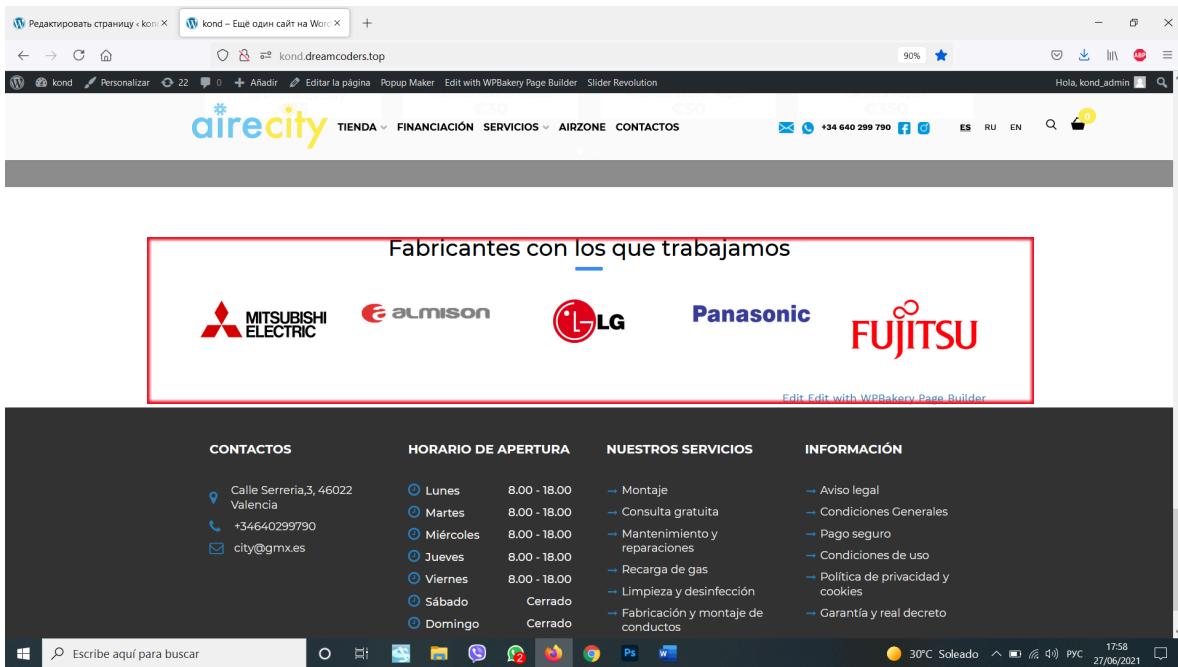 Редактировать страницу ‹ kon
kond – Ещё один сайт на Word
kond.dreamcoders.top
90%
ABP
kond Personalizar 22 0 Añadir Editar la página Popup Maker Edit with WPBakery Page Builder Slider Revolution
Hola, kond_admin
€30 €50 €350
airecity
TIENDA FINANCIACIÓN SERVICIOS AIRZONE CONTACTOS
+34 640 299 790
ES RU EN
0
Fabricantes con los que trabajamos
MITSUBISHI
ELECTRIC
almison
LG
Panasonic
FUJITSU
Edit Edit with WPBakery Page Builder
CONTACTOS
Calle Serreria,3, 46022
Valencia
+34640299790
city@gmx.es
HORARIO DE APERTURA
Lunes 8.00 - 18.00
Martes 8.00 - 18.00
Miércoles 8.00 - 18.00
Jueves 8.00 - 18.00
Viernes 8.00 - 18.00
Sábado Cerrado
Domingo Cerrado
NUESTROS SERVICIOS
→ Montaje
→ Consulta gratuita
→ Mantenimiento y
reparaciones
→ Recarga de gas
→ Limpieza y desinfección
→ Fabricación y montaje de
conductos
INFORMACIÓN
→ Aviso legal
→ Condiciones Generales
→ Pago seguro
→ Condiciones de uso
→ Política de privacidad y
cookies
→ Garantía y real decreto
Escribe aquí para buscar
2
Ps
W
30°C Soleado
РУС
17:58
27/06/2021